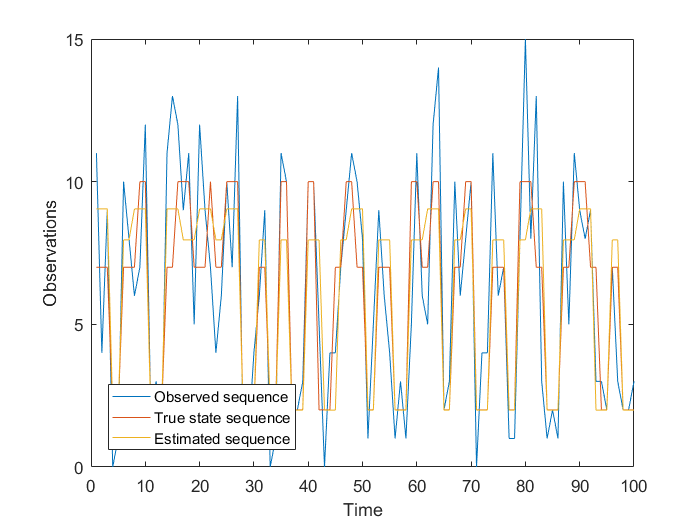 15
10
5
0
Observations
Observed sequence
True state sequence
Estimated sequence
0 10 20 30 40 50 60 70 80 90 100
Time